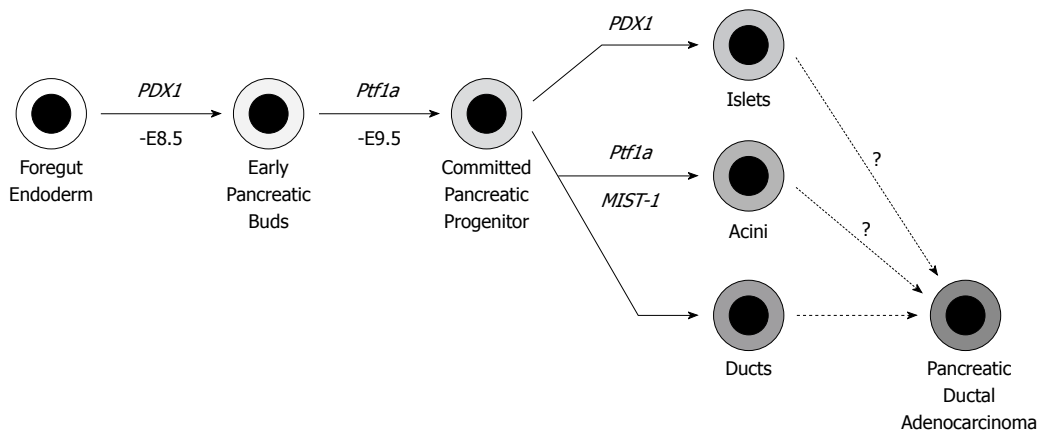 PDX1
-E8.5
Ptf1a
-E9.5
PDX1
Ptf1a
MIST-1
Foregut
Endoderm
Early
Pancreatic
Buds
Committed
Pancreatic
Progenitor
Islets
Acini
Ducts
?
?
Pancreatic
Ductal
Adenocarcinoma